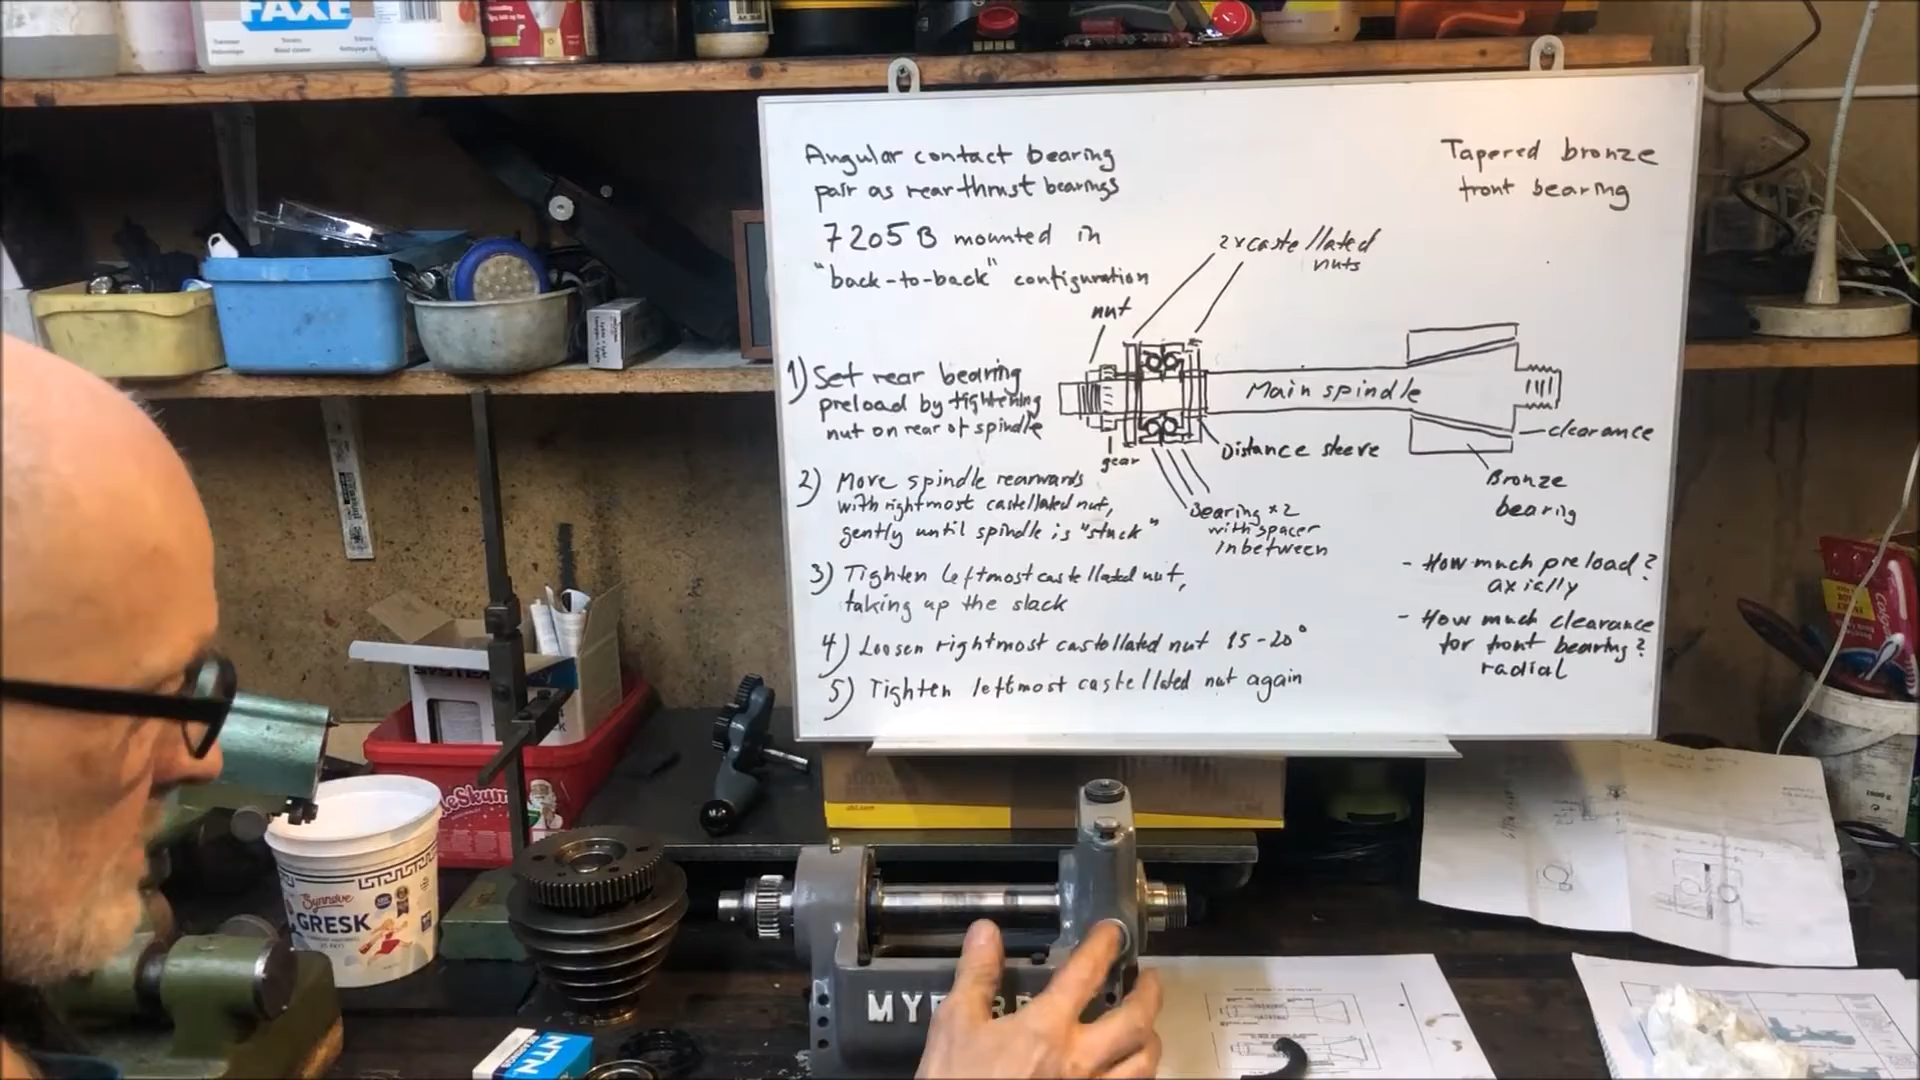 FAXE
Angular contact bearing
pair as rear thrust bearings
7205 B mounted in
"back-to-back" configuration
Tapered bronze
front bearing
2x castellated
nuts
nut
1) Set rear bearing
preload by tightening
nut on rear of spindle
Main spindle
clearance
gear
Distance sleeve
Bronze
bearing
Bearing x2
with spacer
inbetween
2) Move spindle rearwards
with rightmost castellated nut,
gently until spindle is "stuck"
3) Tighten leftmost castellated nut,
taking up the slack
4) Loosen rightmost castellated nut 15-20°
5) Tighten leftmost castellated nut again
- How much preload?
axially
- How much clearance
for front bearing?
radial
Synnøve
GRESK
MYF
NTN
BEARINGS
Colgate